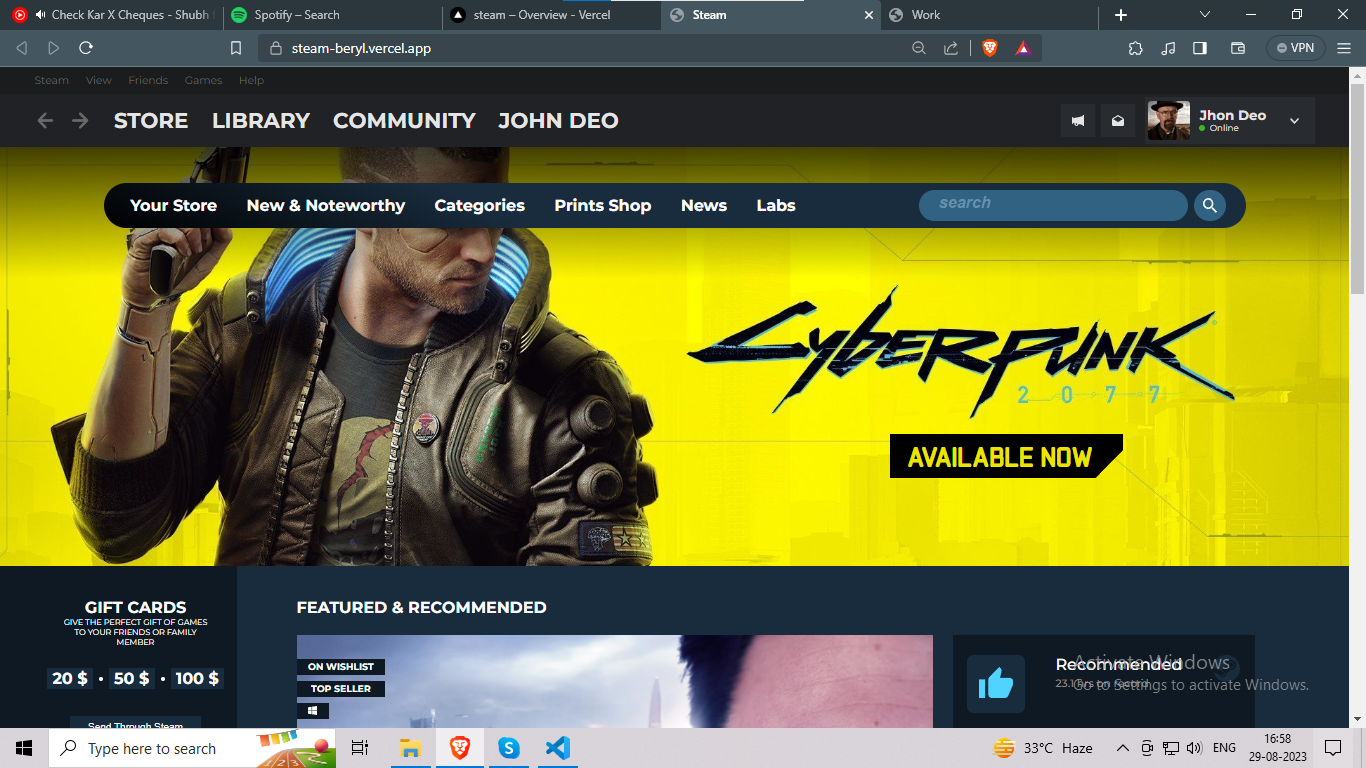 Check Kar X Cheques - Shubh
Spotify – Search
steam – Overview - Vercel
Steam
Work
steam-beryl.vercel.app
VPN
Steam View Friends Games Help
STORE LIBRARY COMMUNITY JOHN DEO
Jhon Deo
Online
Your Store New & Noteworthy Categories Prints Shop News Labs
search
Cyberpunk
2077
AVAILABLE NOW
GIFT CARDS
GIVE THE PERFECT GIFT OF GAMES
TO YOUR FRIENDS OR FAMILY
MEMBER
20 $ • 50 $ • 100 $
Send Through Steam
FEATURED & RECOMMENDED
ON WISHLIST
TOP SELLER
Recommended
23.1 hrs on record
Activate Windows
Go to Settings to activate Windows.
Type here to search
33°C Haze
ENG
16:58
29-08-2023